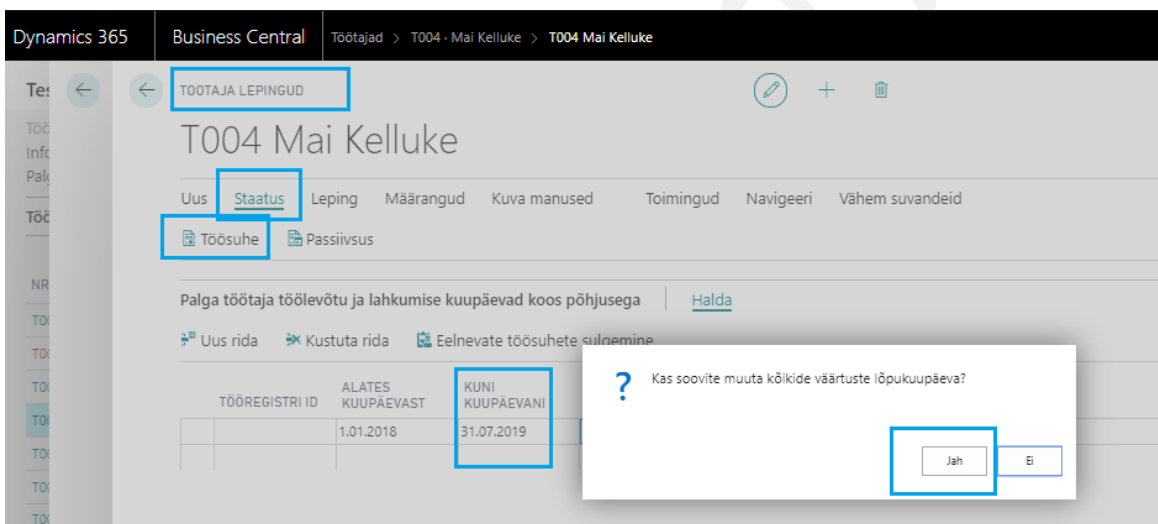 Dynamics 365 Business Central Töötajad > T004 · Mai Kelluke > T004 Mai Kelluke
TÖÖTAJA LEPINGUD
T004 Mai Kelluke
Uus Staatus Leping Määrangud Kuva manused Toimingud Navigeeri Vähem suvandeid
Töösuhe Passiivsus
Palga töötaja töölevõtu ja lahkumise kuupäevad koos põhjusega Halda
Uus rida Kustuta rida Eelnevate töösuhete sulgemine
TÖÖREGISTRI ID ALATES KUUPÄEVAST KUNI KUUPÄEVANI
1.01.2018 31.07.2019
? Kas soovite muuta kõikide väärtuste lõpukuupäeva?
Jah Ei
NR